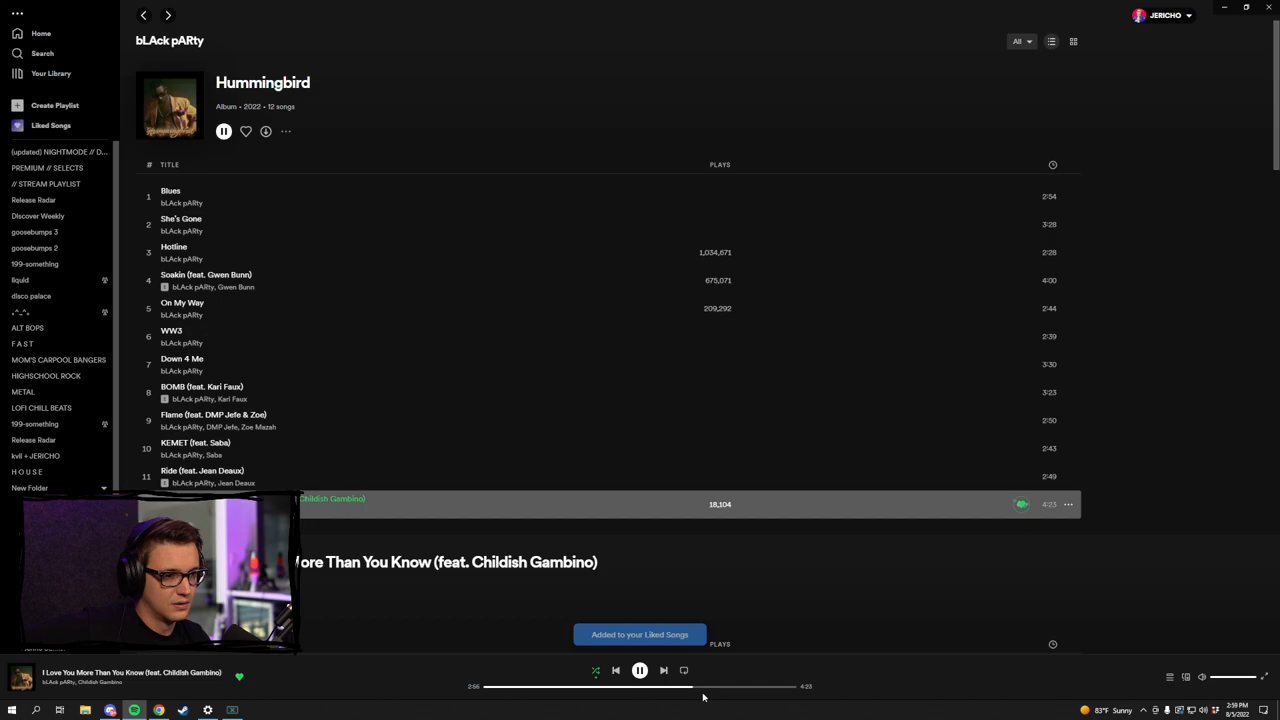 JERICHO
Home
Search
Your Library
Create Playlist
Liked Songs
(updated) NIGHTMODE // D...
PREMIUM // SELECTS
// STREAM PLAYLIST
Release Radar
Discover Weekly
goosebumps 3
goosebumps 2
199-something
liquid
disco palace
•^_^•
ALT BOPS
F A S T
MOM'S CARPOOL BANGERS
HIGHSCHOOL ROCK
METAL
LOFI CHILL BEATS
199-something
Release Radar
kvll + JERICHO
H O U S E
New Folder
bLAck pARty
All
Hummingbird
Album • 2022 • 12 songs
# TITLE PLAYS
1 Blues 2:54
bLAck pARty
2 She's Gone 3:28
bLAck pARty
3 Hotline 1,034,671 2:28
bLAck pARty
4 Soakin (feat. Gwen Bunn) 675,071 4:00
E bLAck pARty, Gwen Bunn
5 On My Way 209,292 2:44
bLAck pARty
6 WW3 2:39
bLAck pARty
7 Down 4 Me 3:30
bLAck pARty
8 BOMB (feat. Kari Faux) 3:23
E bLAck pARty, Kari Faux
9 Flame (feat. DMP Jefe & Zoe) 2:50
bLAck pARty, DMP Jefe, Zoe Mazah
10 KEMET (feat. Saba) 2:43
bLAck pARty, Saba
11 Ride (feat. Jean Deaux) 2:49
E bLAck pARty, Jean Deaux
Childish Gambino) 18,104 4:23
ore Than You Know (feat. Childish Gambino)
Added to your Liked Songs
PLAYS
I Love You More Than You Know (feat. Childish Gambino)
bLAck pARty, Childish Gambino
2:56 4:23
83°F Sunny
2:59 PM
8/5/2022